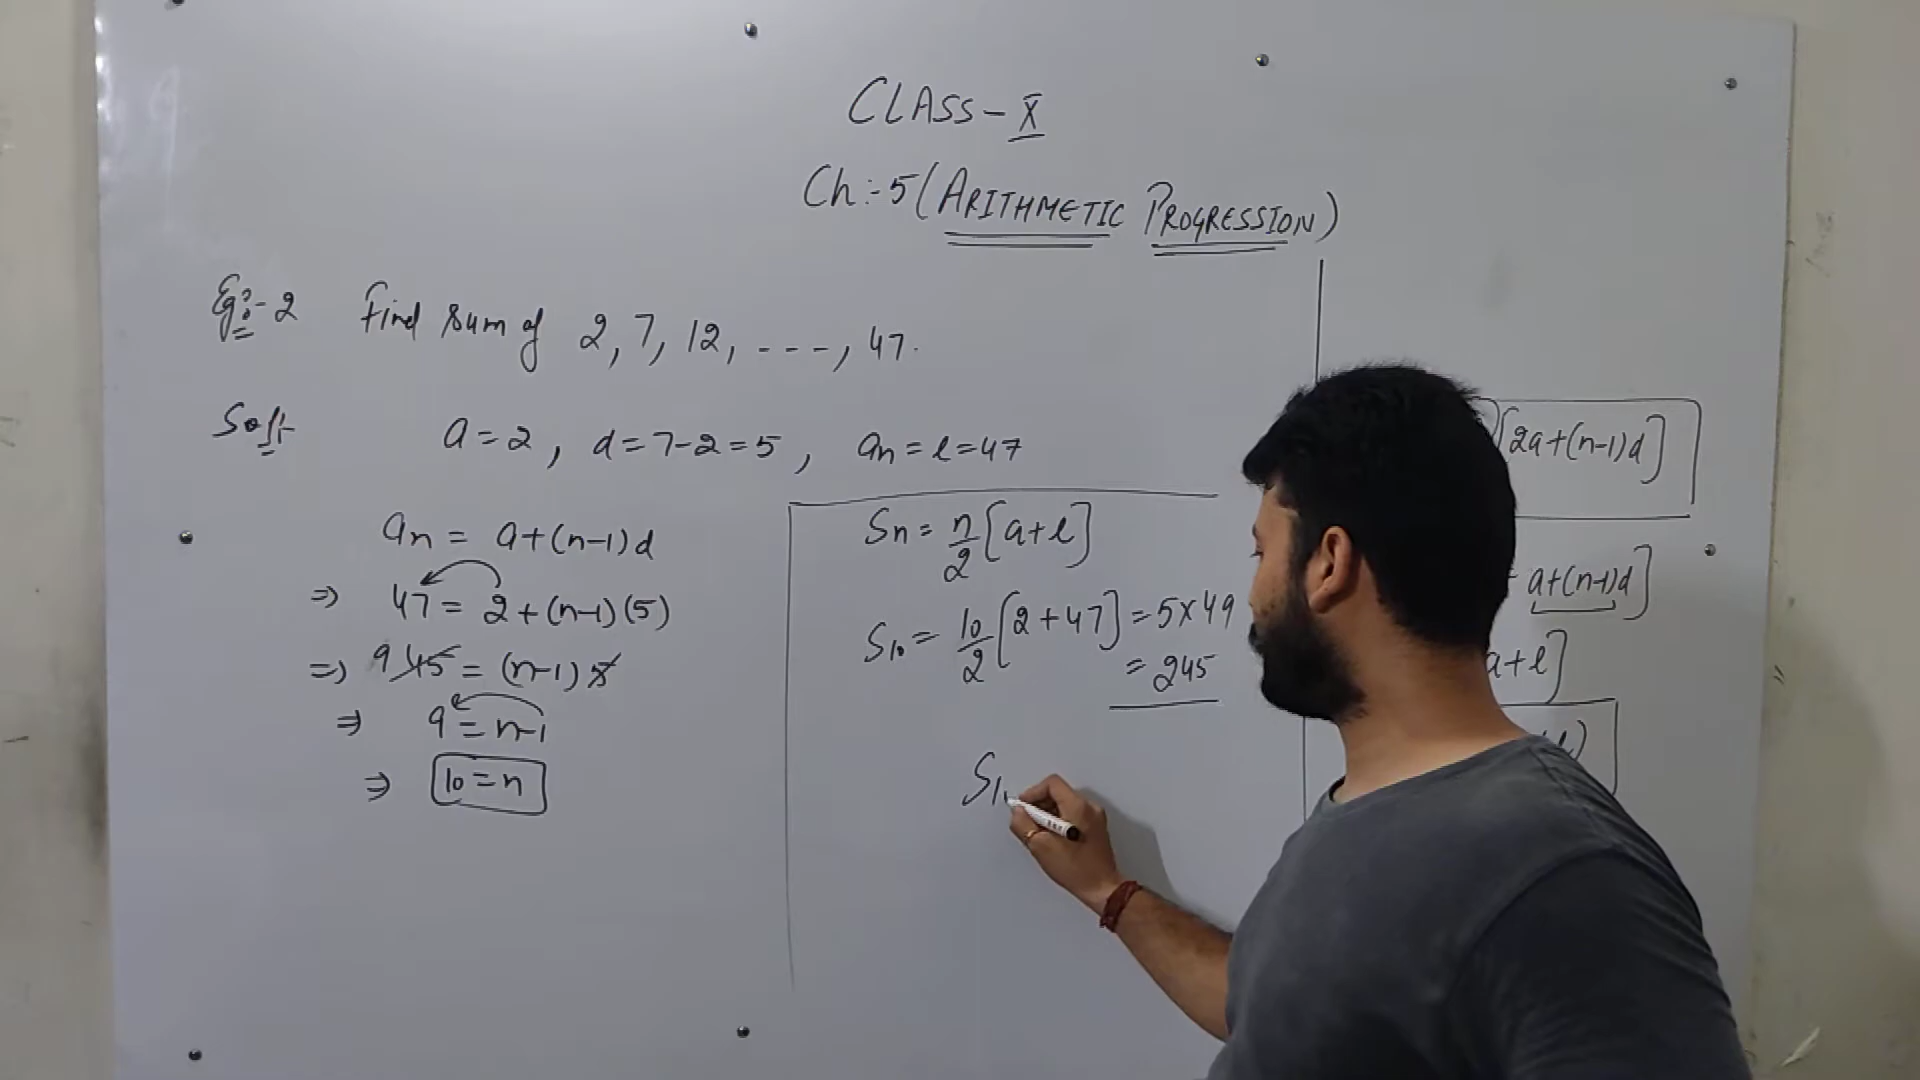 CLASS - X
Ch :- 5 (ARITHMETIC PROGRESSION)
Eg:- 2 Find sum of 2, 7, 12, ----, 47.
Soln a = 2, d = 7-2 = 5, an = l = 47
an = a+(n-1)d
⇒ 47 = 2+(n-1)(5)
⇒ 9 45 = (n-1)5
⇒ 9 = n-1
⇒ 10 = n
Sn = n/2 [a+l]
S10 = 10/2 [2+47] = 5×49
= 245
S1
[2a+(n-1)d]
a+(n-1)d]
a+l]
l)